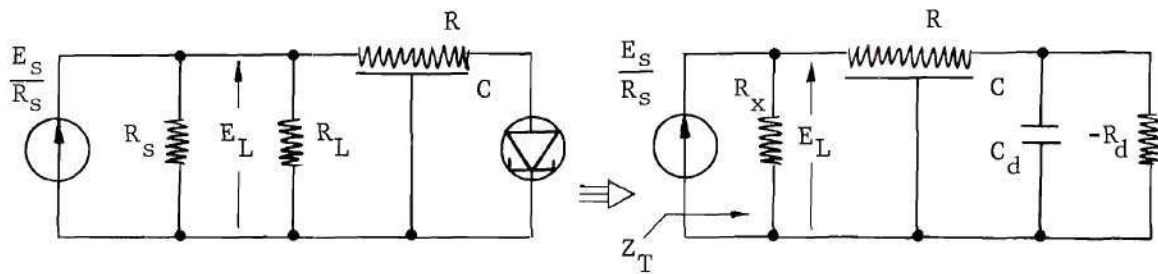 R
E_s
R_s
C
R_s
E_L
R_L
R
E_s
R_s
R_x
E_L
C
C_d
-R_d
Z_T